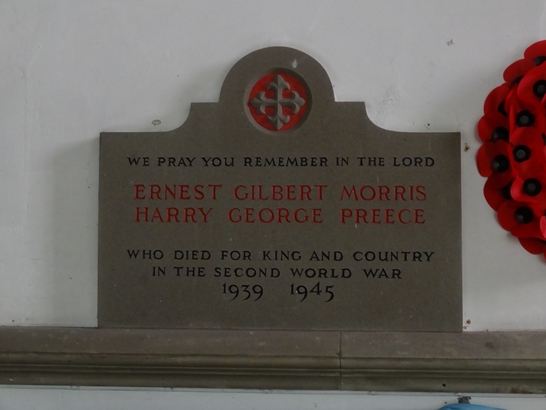 WE PRAY YOU REMEMBER IN THE LORD
ERNEST GILBERT MORRIS
HARRY GEORGE PREECE
WHO DIED FOR KING AND COUNTRY
IN THE SECOND WORLD WAR
1939 1945